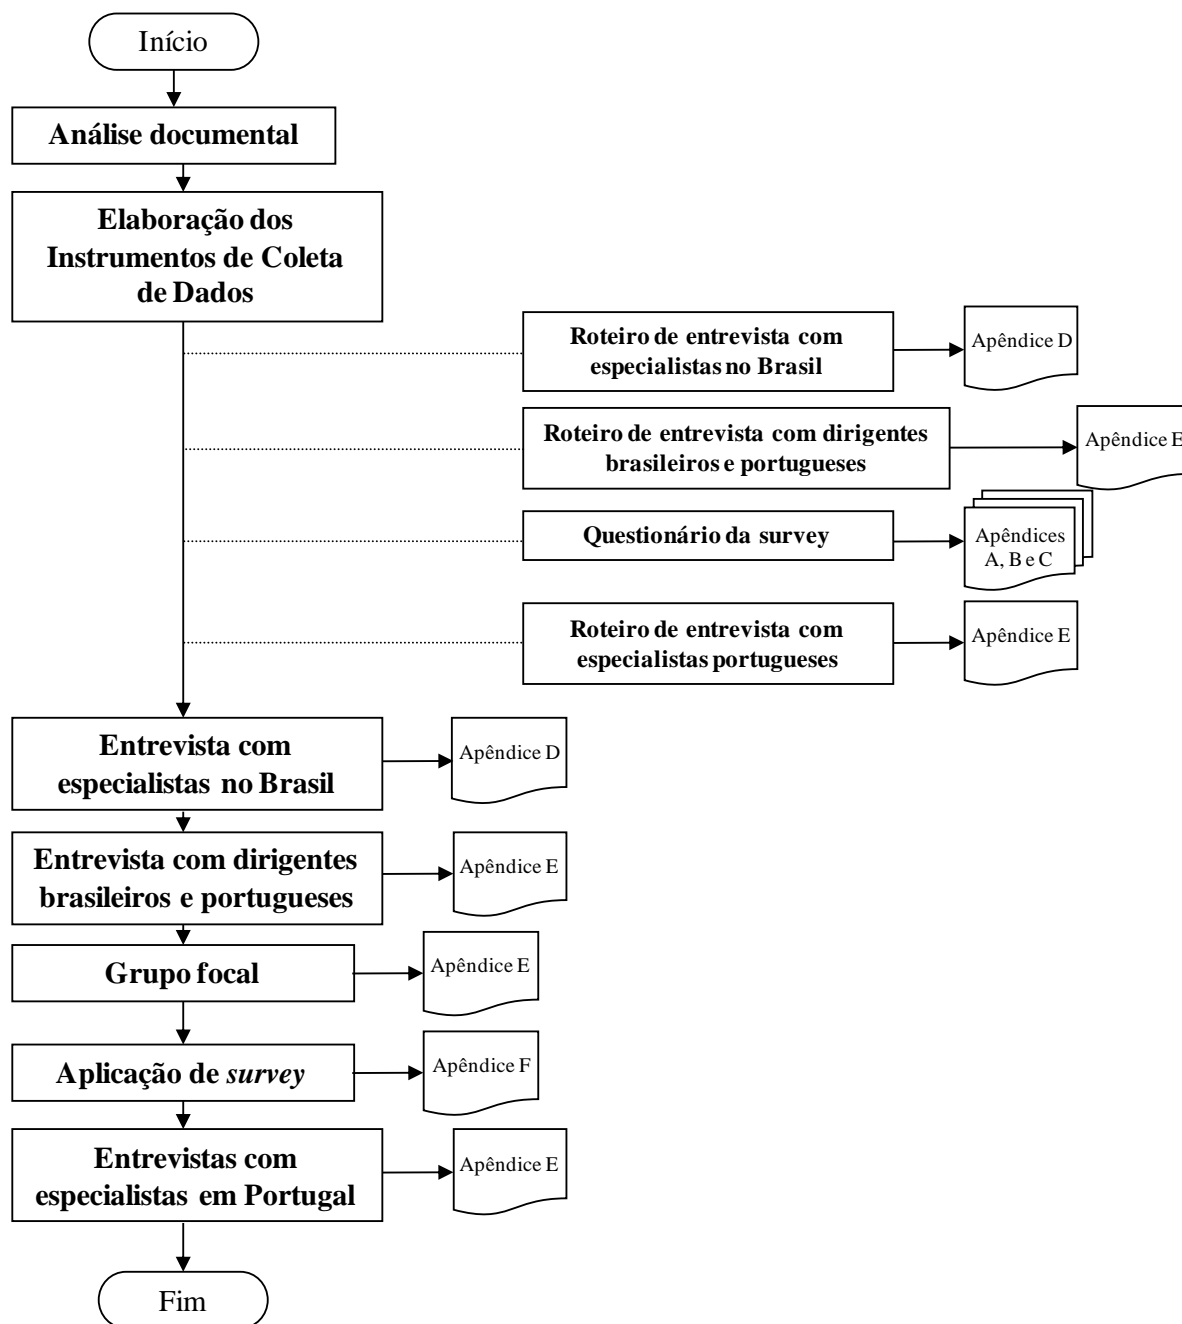 Início
Análise documental
Elaboração dos
Instrumentos de Coleta
de Dados
Roteiro de entrevista com
especialistas no Brasil
Apêndice D
Roteiro de entrevista com dirigentes
brasileiros e portugueses
Apêndice E
Questionário da survey
Apêndices
A, B e C
Roteiro de entrevista com
especialistas portugueses
Apêndice E
Entrevista com
especialistas no Brasil
Apêndice D
Entrevista com dirigentes
brasileiros e portugueses
Apêndice E
Grupo focal
Apêndice E
Aplicação de survey
Apêndice F
Entrevistas com
especialistas em Portugal
Apêndice E
Fim